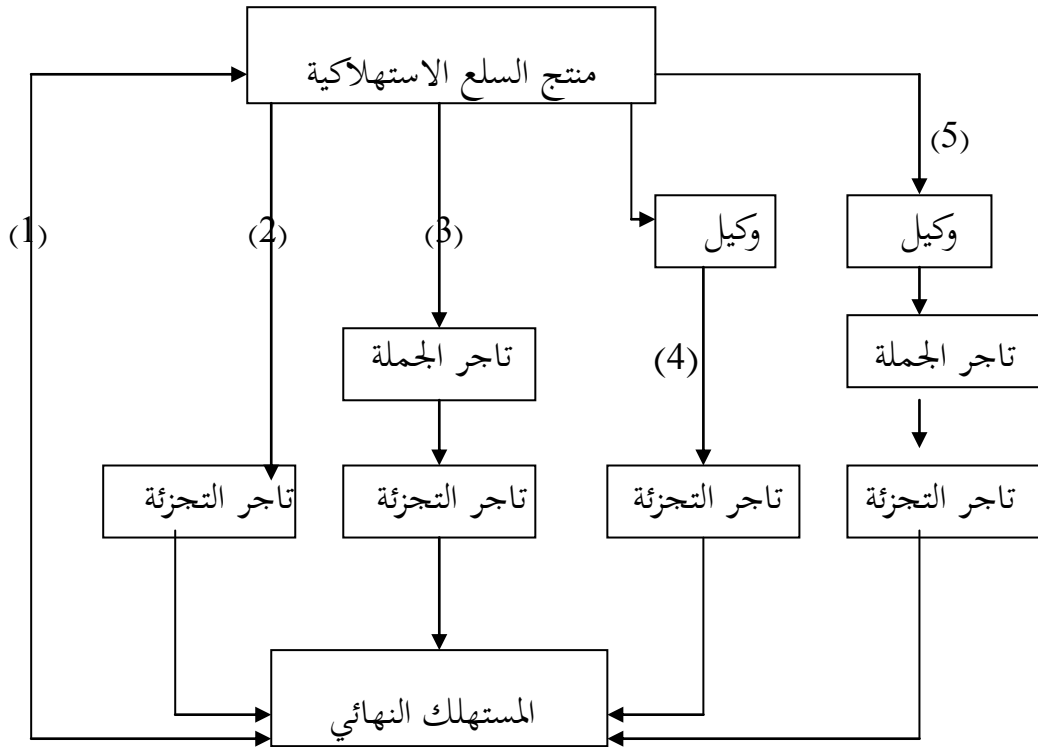 منتج السلع الاستهلاكية
(5)
وكيل
وكيل
(3)
(2)
(1)
تاجر الجملة
(4)
تاجر الجملة
تاجر التجزئة
تاجر التجزئة
تاجر التجزئة
تاجر التجزئة
المستهلك النهائي